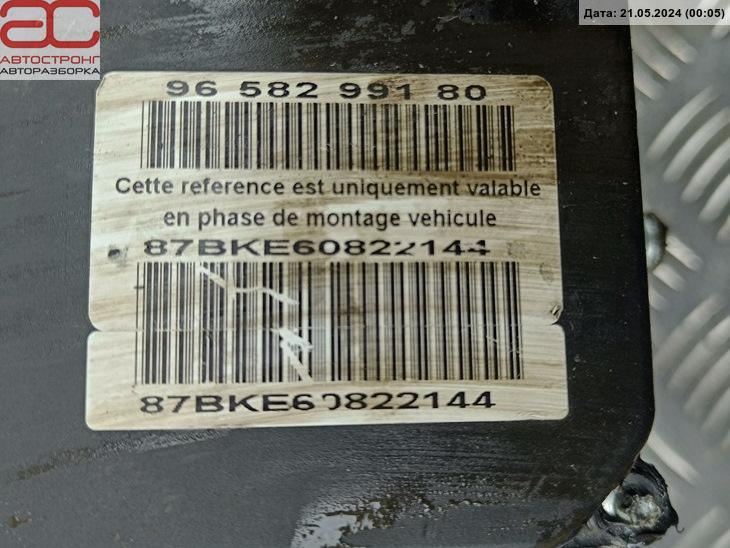 Дата: 21.05.2024 (00:05)
АС
АВТОСТРОНГ
АВТОРАЗБОРКА
96 582 991 80
Cette reference est uniquement valable
en phase de montage vehicule
87BKE60822144
87BKE60822144